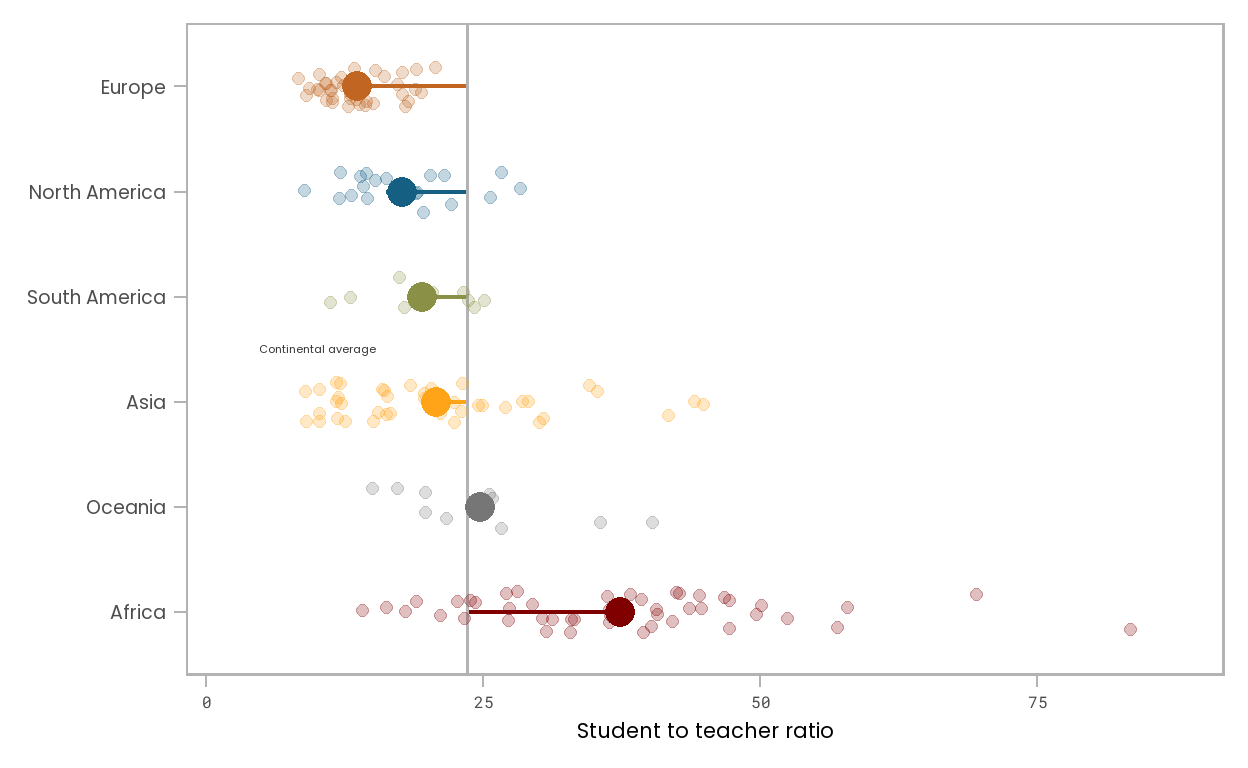 Europe
North America
South America
Continental average
Asia
Oceania
Africa
0 25 50 75
Student to teacher ratio